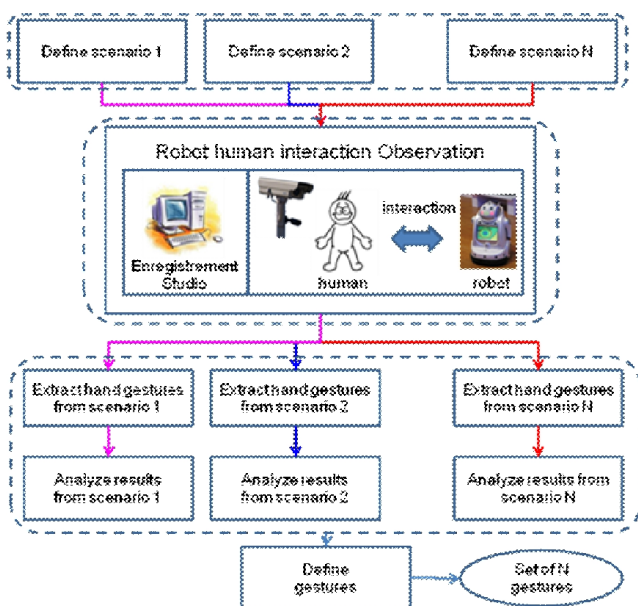 Define scenario 1
Define scenario 2
Define scenario N
Robot human interaction Observation
interaction
Enregistrement
Studio
human
robot
Extract hand gestures
from scenario 1
Extract hand gestures
from scenario 2
Extract hand gestures
from scenario N
Analyze results
from scenario 1
Analyze results
from scenario 2
Analyze results from
scenario N
Define
gestures
Set of N
gestures